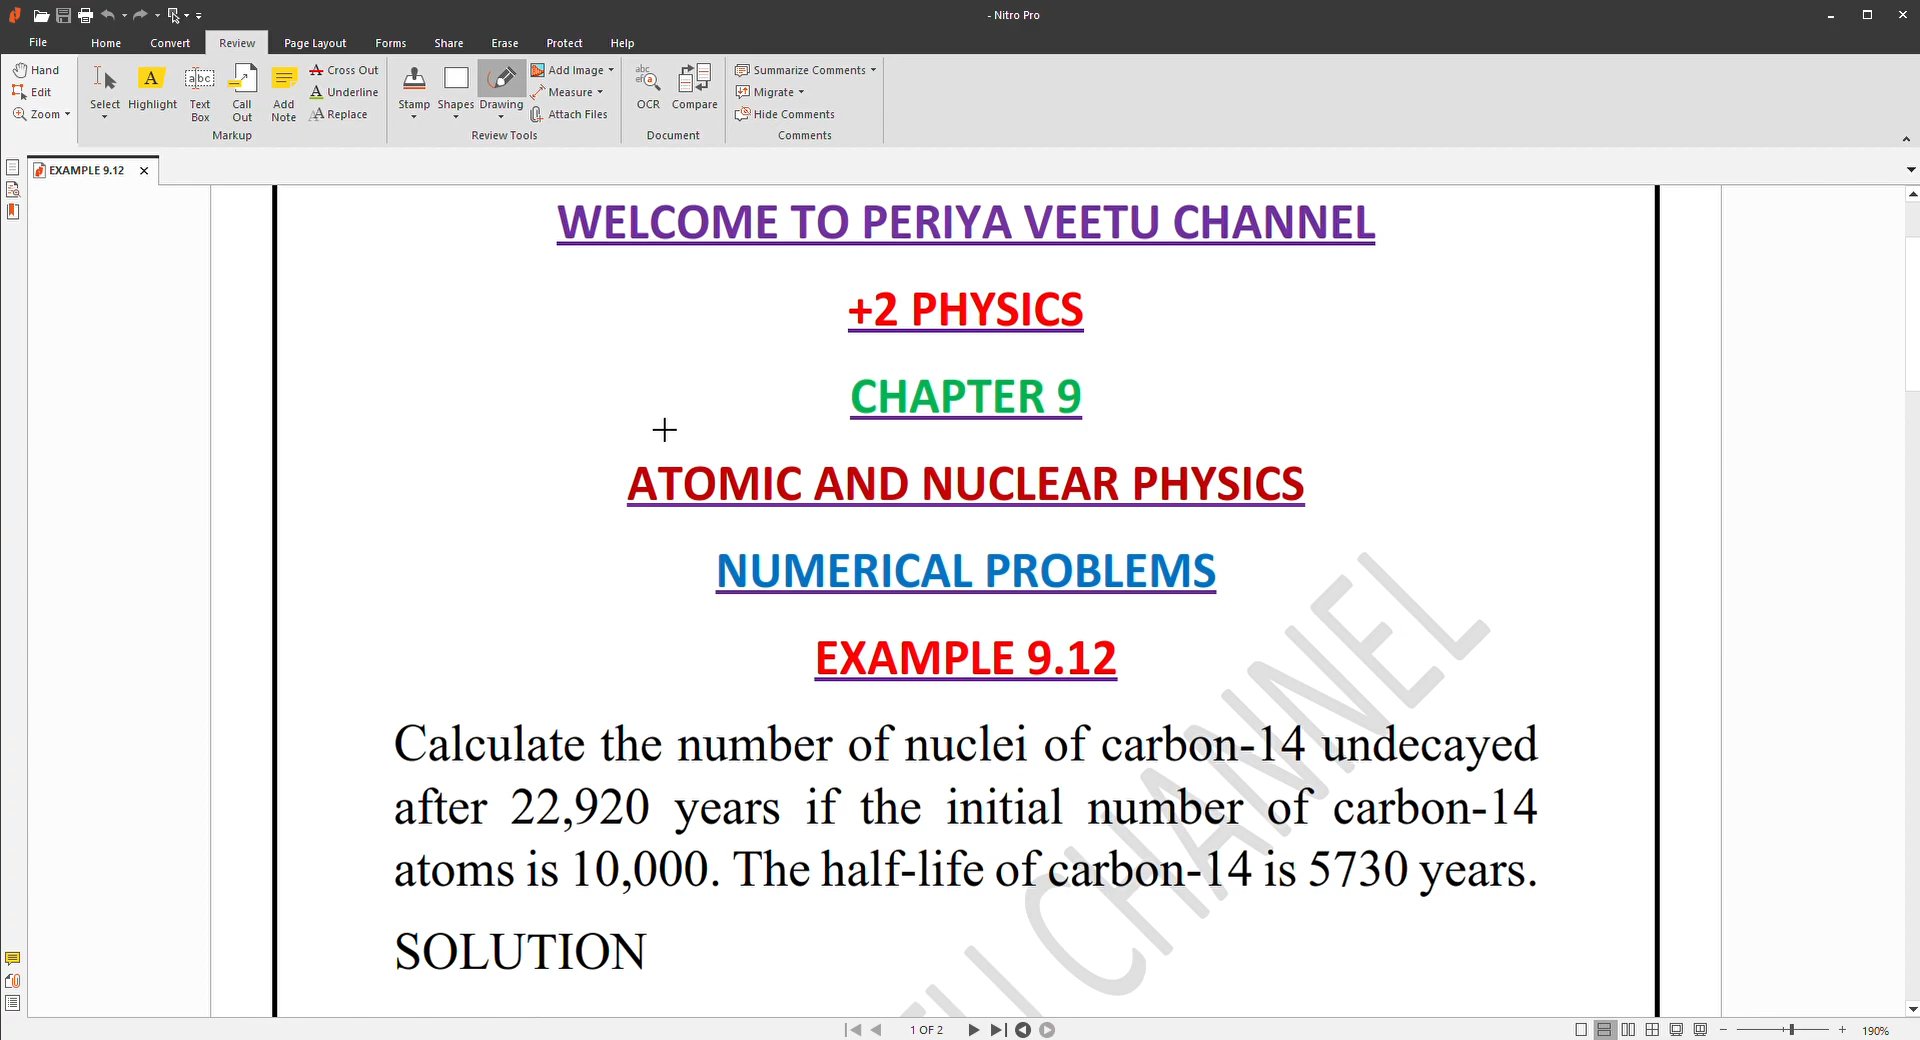 - Nitro Pro
File Home Convert Review Page Layout Forms Share Erase Protect Help
Hand
Edit
Zoom
Select
Highlight
Text Box
Call Out
Add Note
Cross Out
Underline
Replace
Markup
Stamp
Shapes
Drawing
Add Image
Measure
Attach Files
Review Tools
OCR
Compare
Document
Summarize Comments
Migrate
Hide Comments
Comments
EXAMPLE 9.12
WELCOME TO PERIYA VEETU CHANNEL
+2 PHYSICS
CHAPTER 9
ATOMIC AND NUCLEAR PHYSICS
NUMERICAL PROBLEMS
EXAMPLE 9.12
Calculate the number of nuclei of carbon-14 undecayed
after 22,920 years if the initial number of carbon-14
atoms is 10,000. The half-life of carbon-14 is 5730 years.
SOLUTION
CHANNEL
1 OF 2
190%